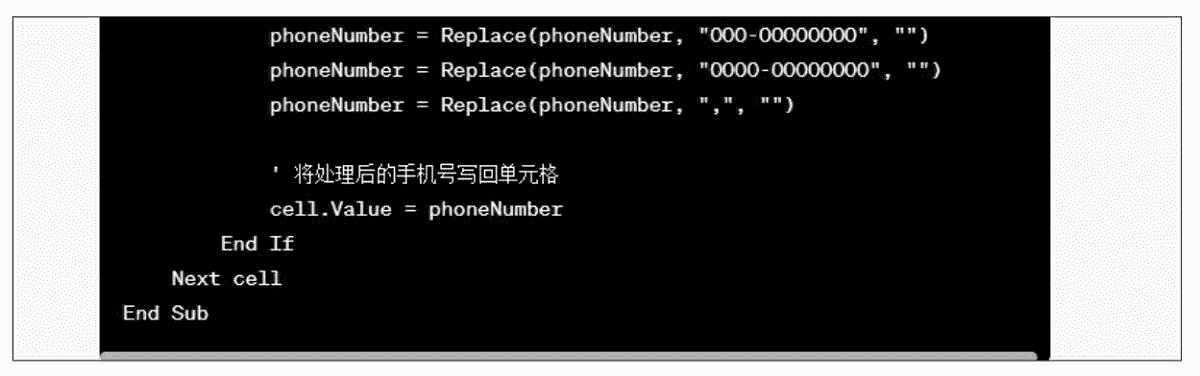 phoneNumber = Replace(phoneNumber, "000-00000000", "")
phoneNumber = Replace(phoneNumber, "0000-00000000", "")
phoneNumber = Replace(phoneNumber, ",", "")
' 将处理后的手机号写回单元格
cell.Value = phoneNumber
End If
Next cell
End Sub